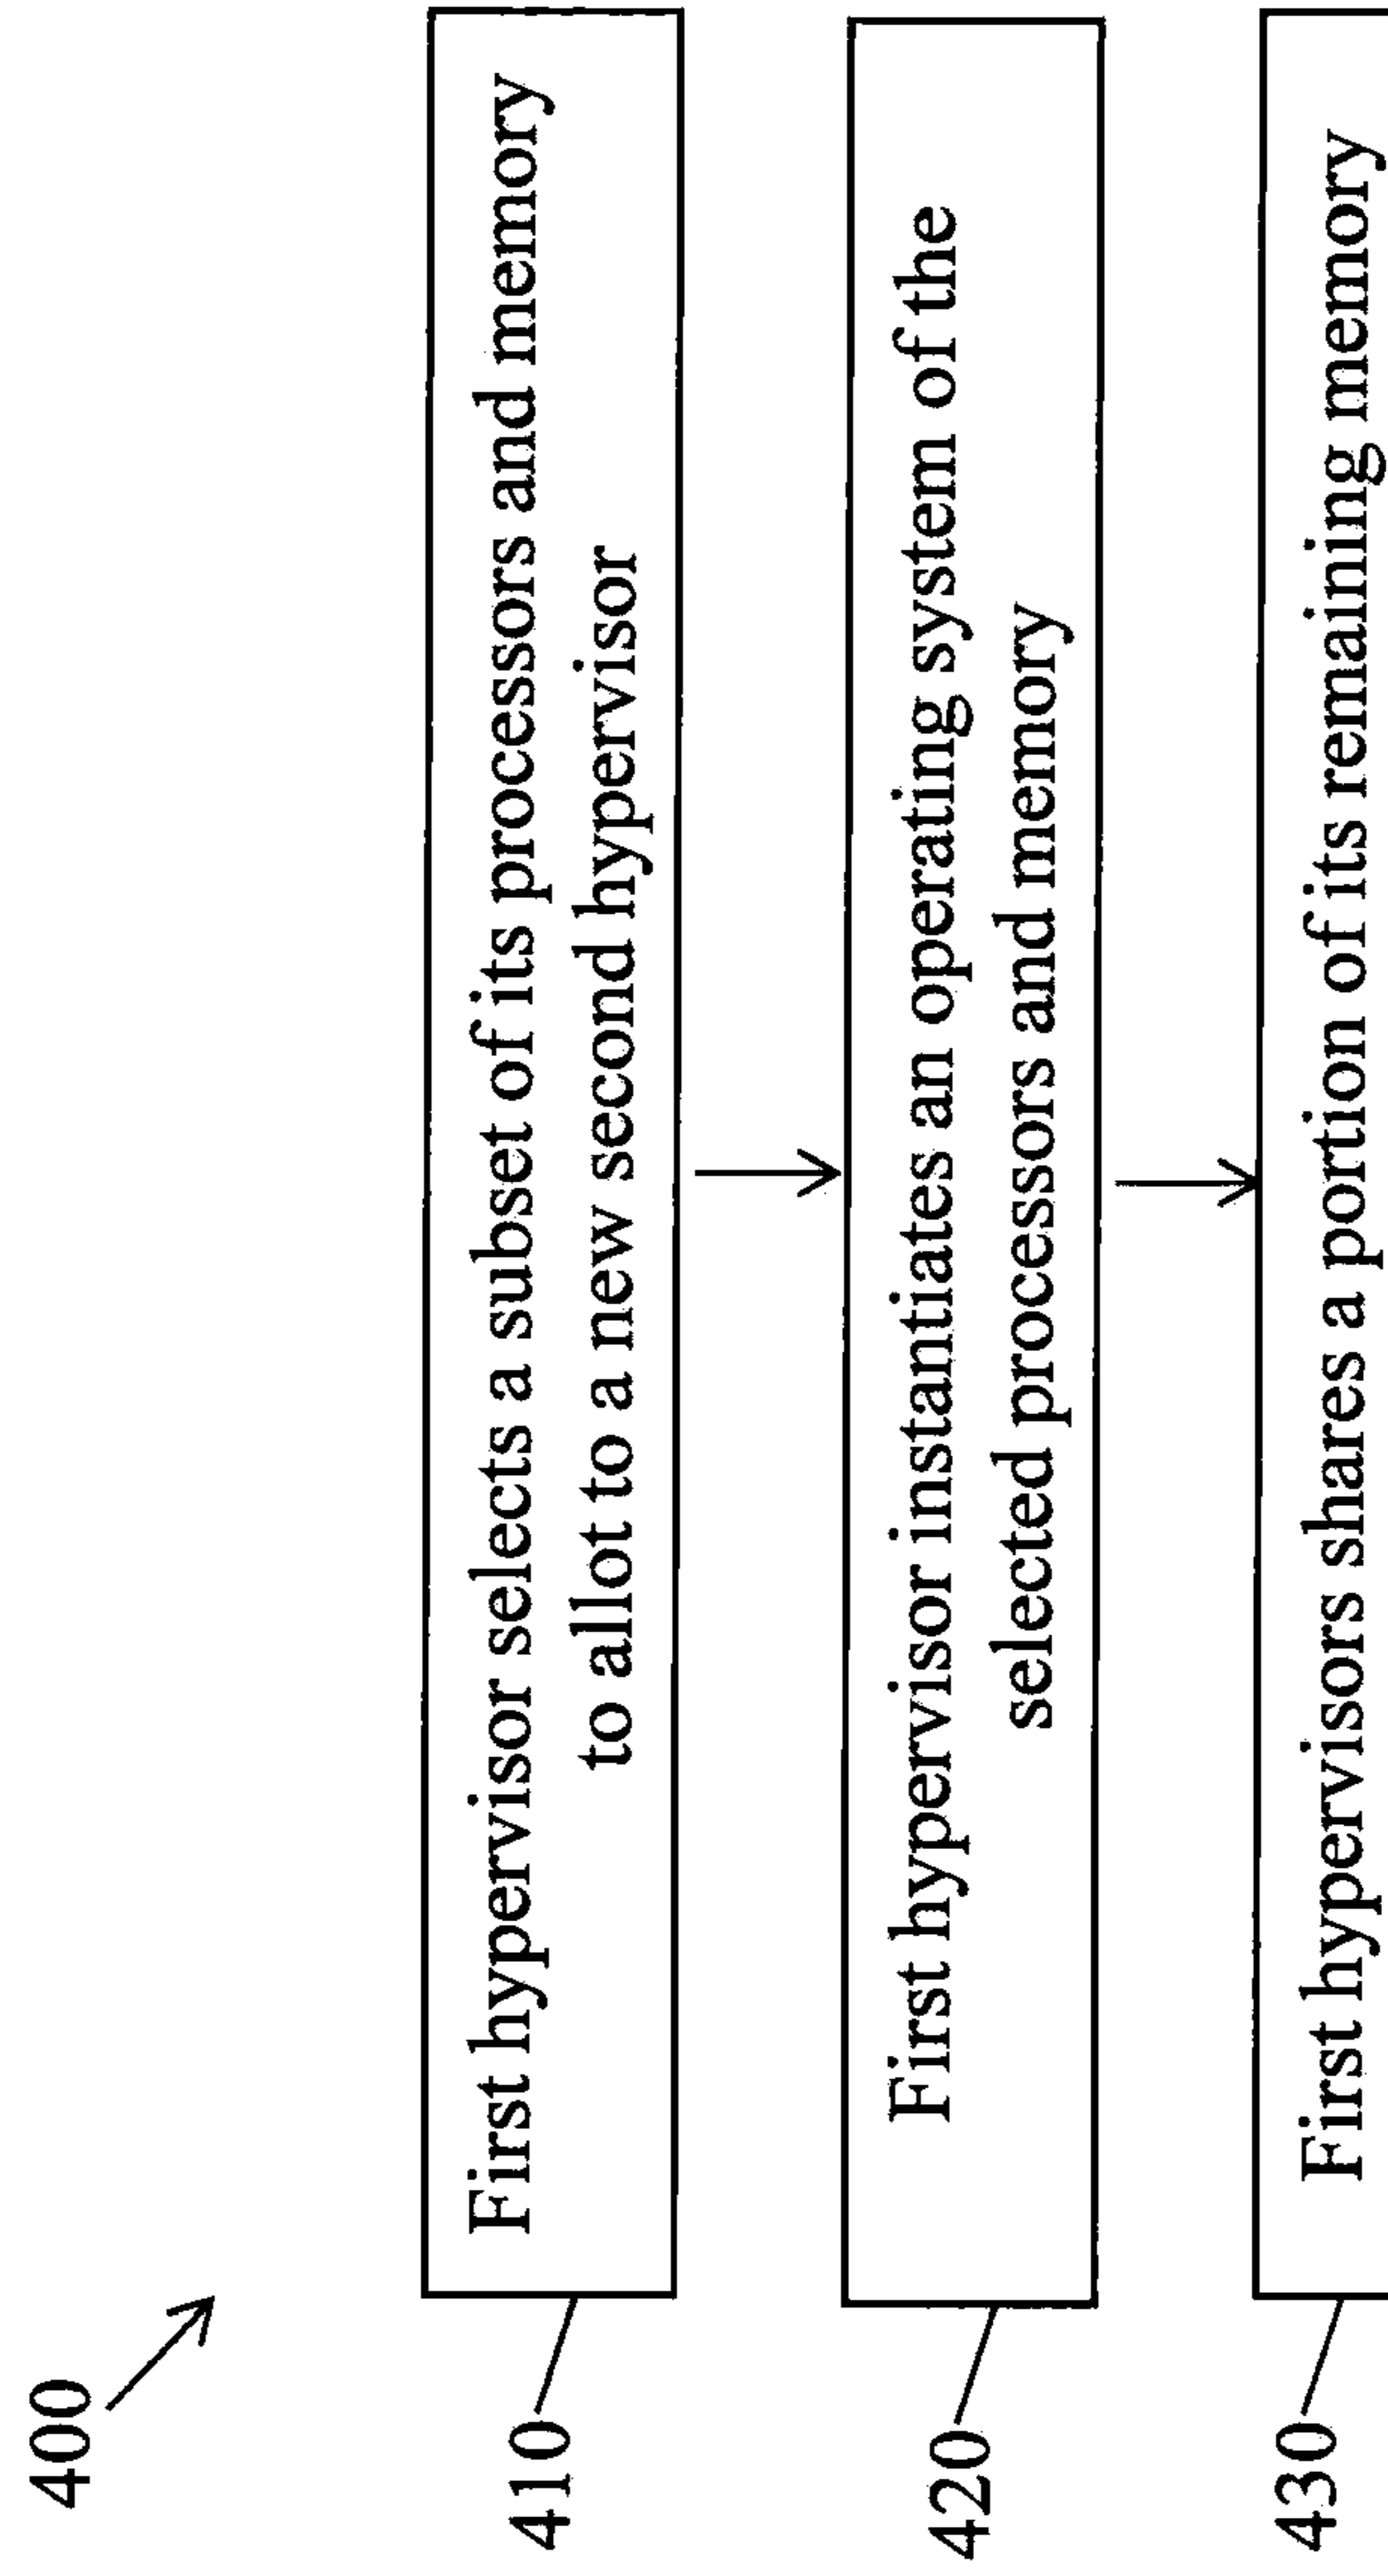 400
410
First hypervisor selects a subset of its processors and memory
to allot to a new second hypervisor
420
First hypervisor instantiates an operating system of the
selected processors and memory
430
First hypervisors shares a portion of its remaining memory